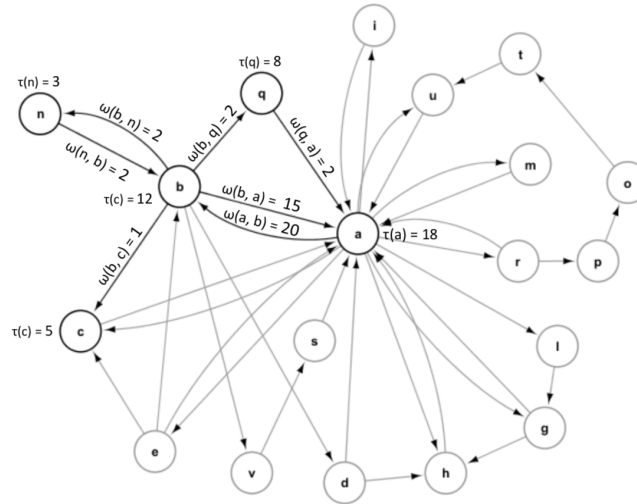 i
τ(q) = 8
t
τ(n) = 3
q
u
n
ω(b, n) = 2
ω(b, q) = 2
ω(q, a) = 2
ω(n, b) = 2
m
b
o
τ(c) = 12
ω(b, a) = 15
ω(a, b) = 20
a
τ(a) = 18
ω(b, c) = 1
r
p
τ(c) = 5
c
s
l
g
e
v
d
h